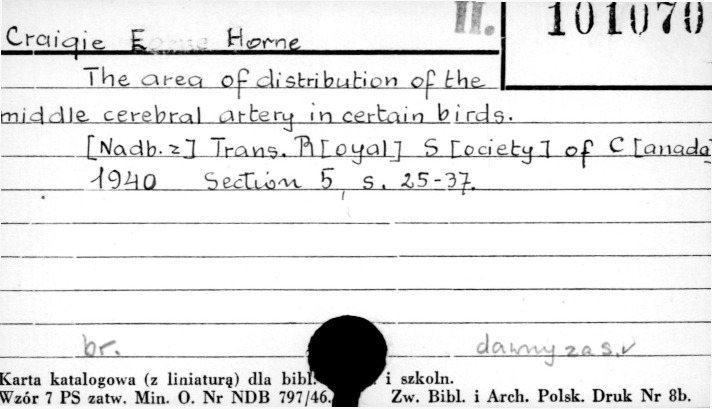 II. 101070
Craigie E Horne
The area of distribution of the
middle cerebral artery in certain birds.
[Nadb. z] Trans. R[oyal] S[ociety] of C[anada
1940 Section 5, s. 25-37.
br. dawny zas. v
Karta katalogowa (z liniaturą) dla bibl. i szkoln.
Wzór 7 PS zatw. Min. O. Nr NDB 797/46. Zw. Bibl. i Arch. Polsk. Druk Nr 8b.